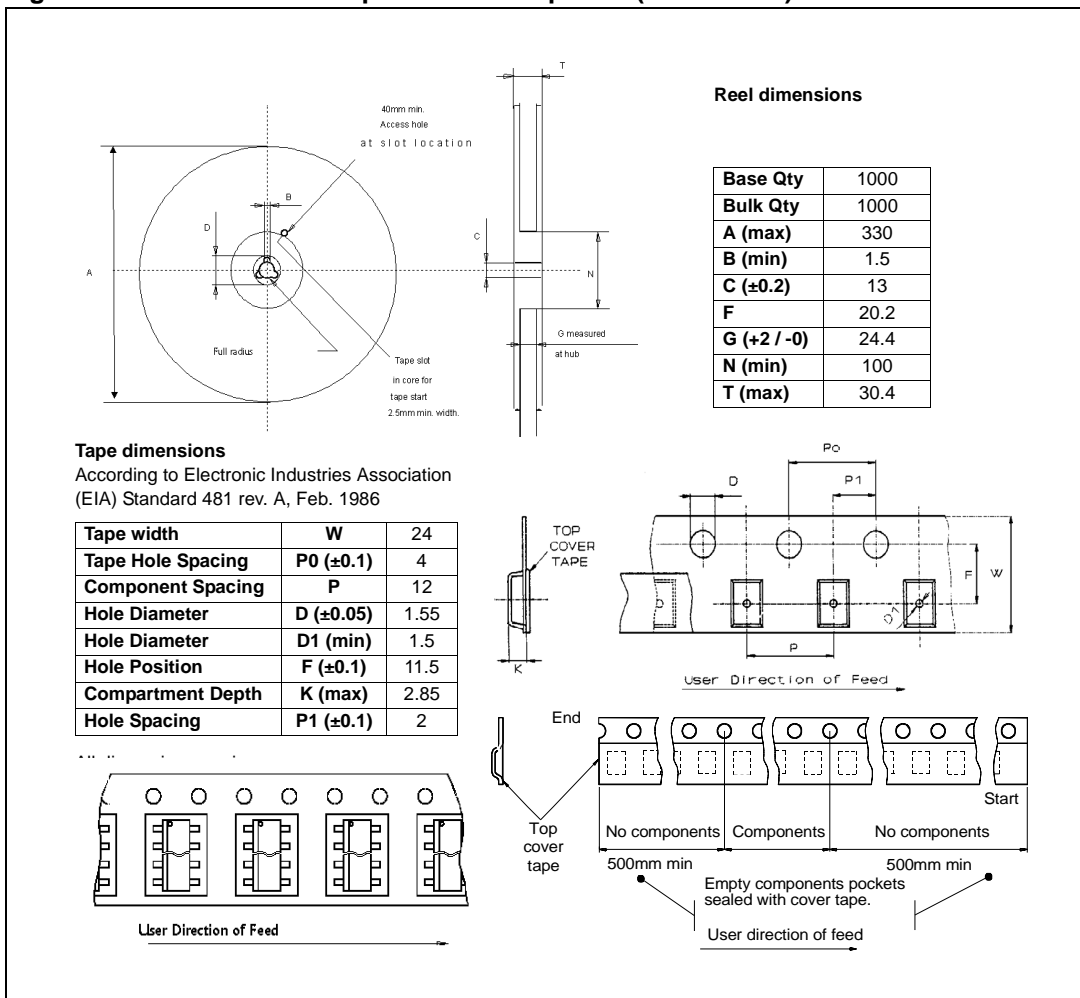 T
40mm min.
Access hole
at slot location
B
D
C
A
N
Full radius
G measured
at hub
Tape slot
in core for
tape start
2.5mm min. width.
Reel dimensions
Base Qty 1000
Bulk Qty 1000
A (max) 330
B (min) 1.5
C (±0.2) 13
F 20.2
G (+2 / -0) 24.4
N (min) 100
T (max) 30.4
Tape dimensions
According to Electronic Industries Association
(EIA) Standard 481 rev. A, Feb. 1986
Tape width W 24
Tape Hole Spacing P0 (±0.1) 4
Component Spacing P 12
Hole Diameter D (±0.05) 1.55
Hole Diameter D1 (min) 1.5
Hole Position F (±0.1) 11.5
Compartment Depth K (max) 2.85
Hole Spacing P1 (±0.1) 2
Po
D
P1
TOP
COVER
TAPE
F
W
D1
K
P
User Direction of Feed
End
Start
Top
cover
tape
No components
Components
No components
500mm min
500mm min
Empty components pockets
sealed with cover tape.
User direction of feed
User Direction of Feed